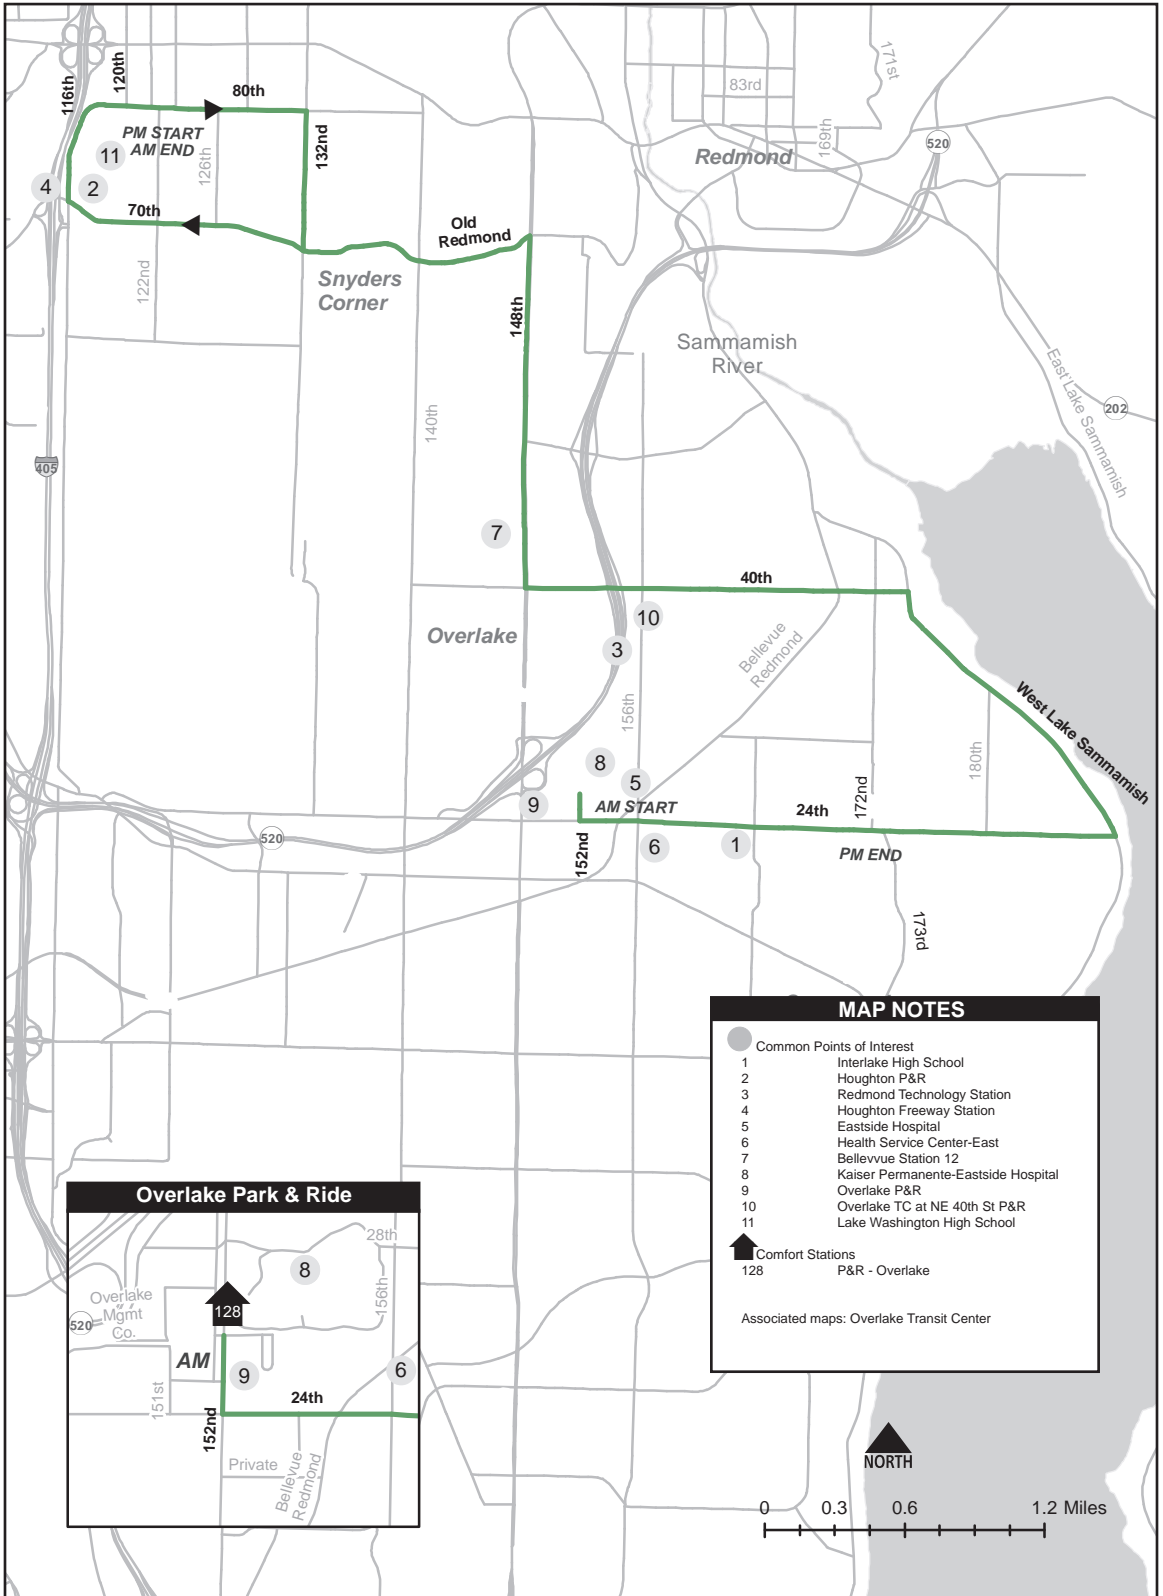 116th
120th
80th
PM START
AM END
126th
132nd
11
4
2
70th
122nd
Snyders
Corner
Old
Redmond
148th
140th
405
7
83rd
171st
169th
Redmond
520
Sammamish
River
East Lake Sammamish
202
40th
10
3
Overlake
Bellevue
Redmond
156th
West Lake Sammamish
180th
172nd
8
5
9
AM START
24th
520
152nd
6
1
PM END
173rd
MAP NOTES
Common Points of Interest
1 Interlake High School
2 Houghton P&R
3 Redmond Technology Station
4 Houghton Freeway Station
5 Eastside Hospital
6 Health Service Center-East
7 Bellevvue Station 12
8 Kaiser Permanente-Eastside Hospital
9 Overlake P&R
10 Overlake TC at NE 40th St P&R
11 Lake Washington High School
Comfort Stations
128 P&R - Overlake
Associated maps: Overlake Transit Center
Overlake Park & Ride
28th
8
156th
Overlake
Mgmt
Co.
520
128
AM
9
6
151st
24th
152nd
Private
Bellevue
Redmond
NORTH
0 0.3 0.6 1.2 Miles